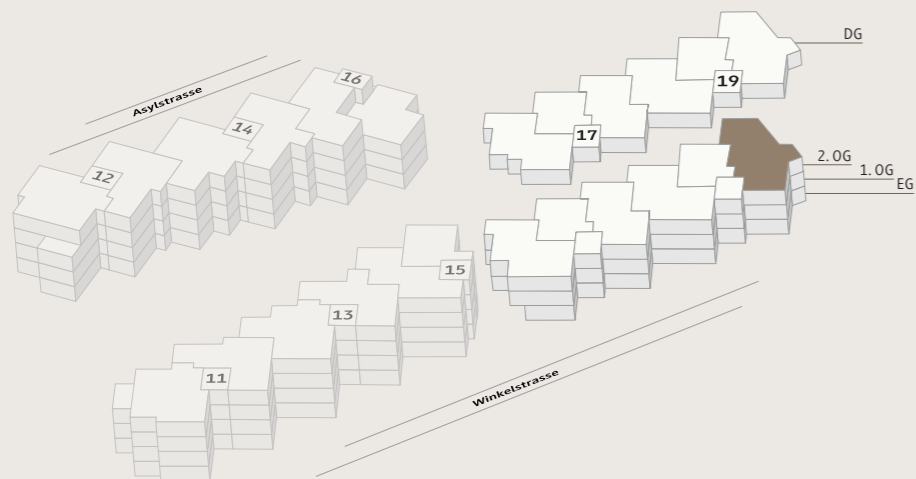 DG
16
Asylstrasse
19
14
17
2.OG
1.OG
12
EG
15
13
11
Winkelstrasse